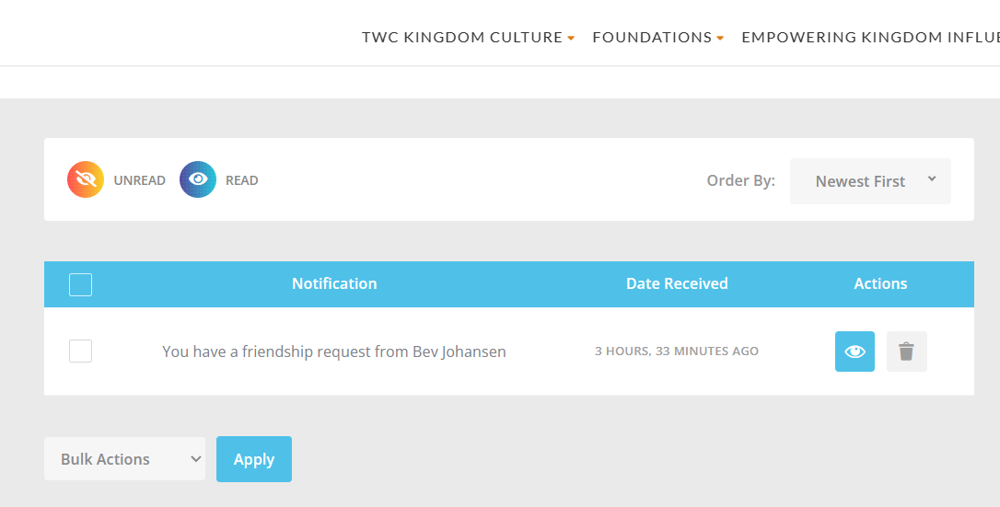 TWC KINGDOM CULTURE FOUNDATIONS EMPOWERING KINGDOM
UNREAD READ Order By: Newest First
Notification Date Received Actions
You have a friendship request from Bev Johansen 3 HOURS, 33 MINUTES AGO
Bulk Actions Apply